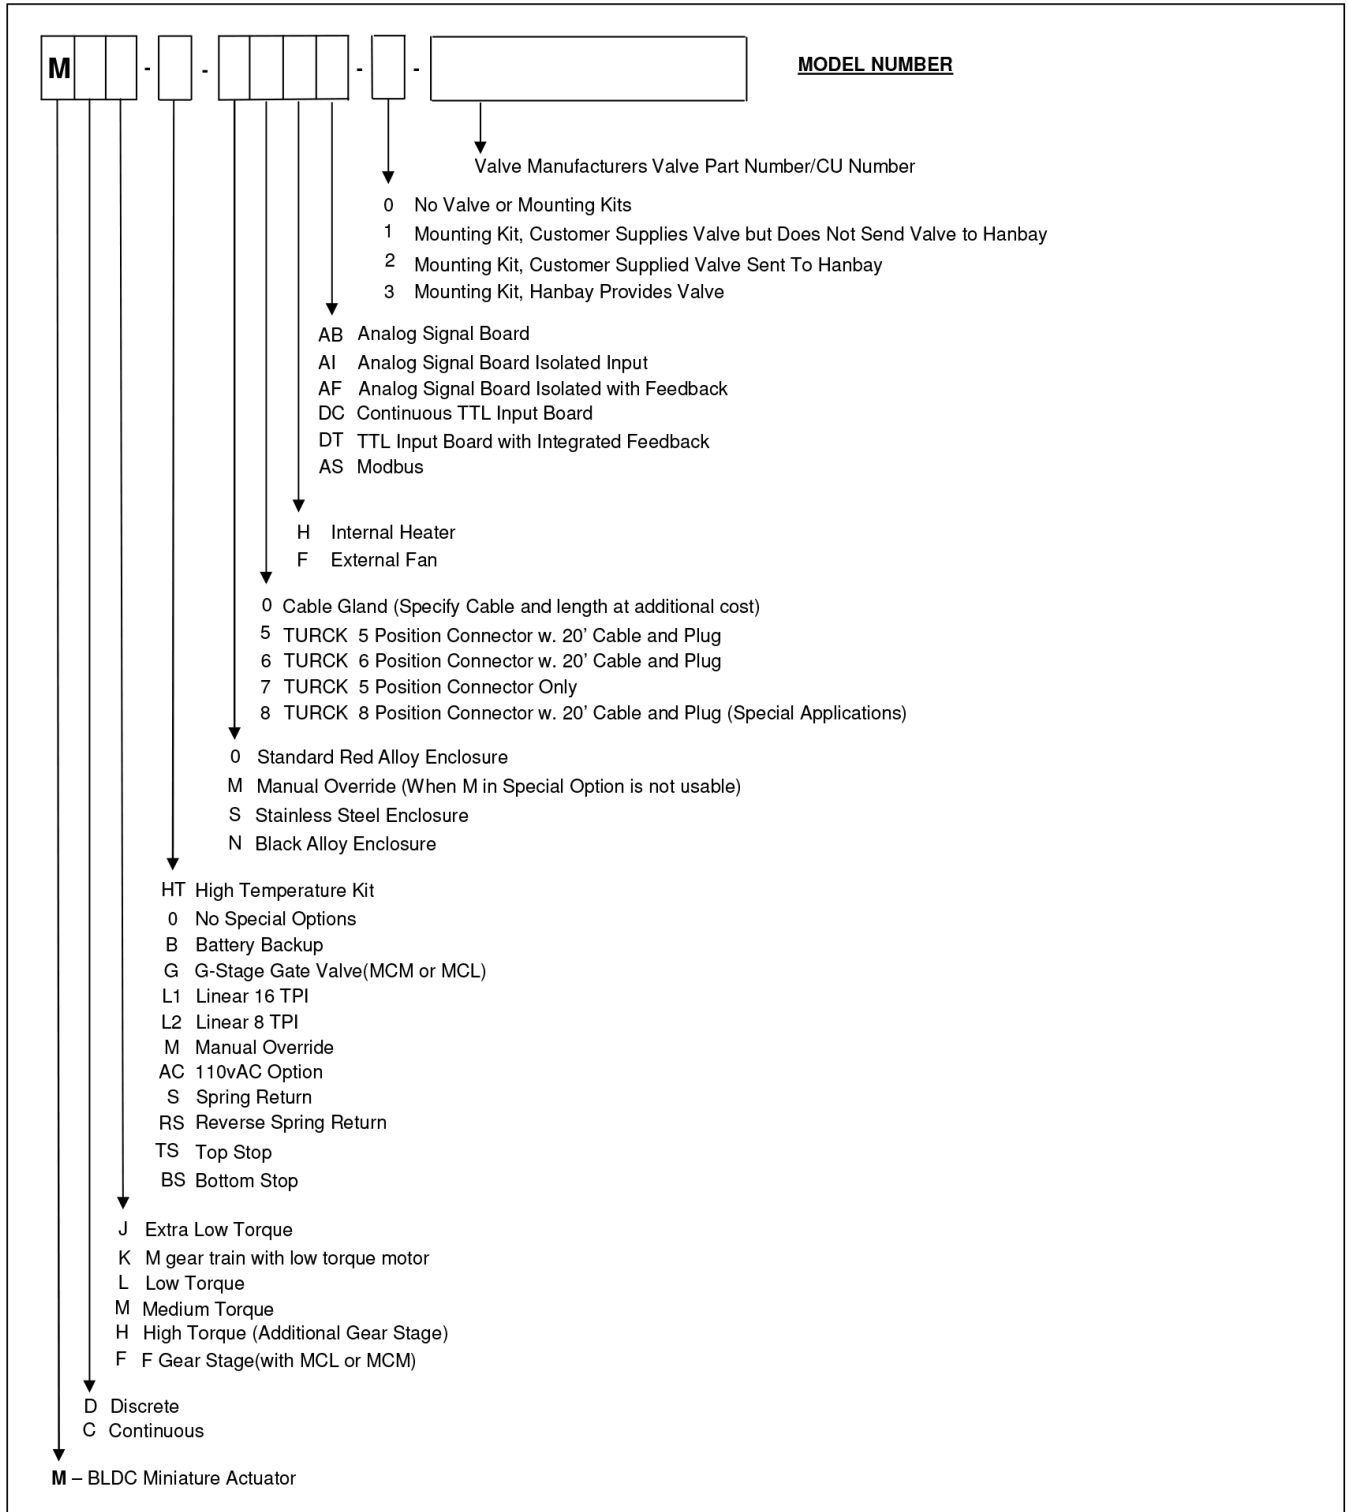 M - - - - MODEL NUMBER
Valve Manufacturers Valve Part Number/CU Number
0 No Valve or Mounting Kits
1 Mounting Kit, Customer Supplies Valve but Does Not Send Valve to Hanbay
2 Mounting Kit, Customer Supplied Valve Sent To Hanbay
3 Mounting Kit, Hanbay Provides Valve
AB Analog Signal Board
AI Analog Signal Board Isolated Input
AF Analog Signal Board Isolated with Feedback
DC Continuous TTL Input Board
DT TTL Input Board with Integrated Feedback
AS Modbus
H Internal Heater
F External Fan
0 Cable Gland (Specify Cable and length at additional cost)
5 TURCK 5 Position Connector w. 20’ Cable and Plug
6 TURCK 6 Position Connector w. 20’ Cable and Plug
7 TURCK 5 Position Connector Only
8 TURCK 8 Position Connector w. 20’ Cable and Plug (Special Applications)
0 Standard Red Alloy Enclosure
M Manual Override (When M in Special Option is not usable)
S Stainless Steel Enclosure
N Black Alloy Enclosure
HT High Temperature Kit
0 No Special Options
B Battery Backup
G G-Stage Gate Valve(MCM or MCL)
L1 Linear 16 TPI
L2 Linear 8 TPI
M Manual Override
AC 110vAC Option
S Spring Return
RS Reverse Spring Return
TS Top Stop
BS Bottom Stop
J Extra Low Torque
K M gear train with low torque motor
L Low Torque
M Medium Torque
H High Torque (Additional Gear Stage)
F F Gear Stage(with MCL or MCM)
D Discrete
C Continuous
M – BLDC Miniature Actuator